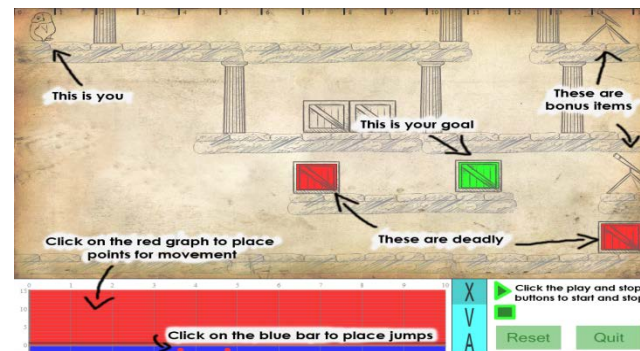 This is you
These are
bonus items
This is your goal
These are deadly
Click on the red graph to place
points for movement
Click the play and stop
buttons to start and stop
Click on the blue bar to place jumps
X
V
A
Reset
Quit